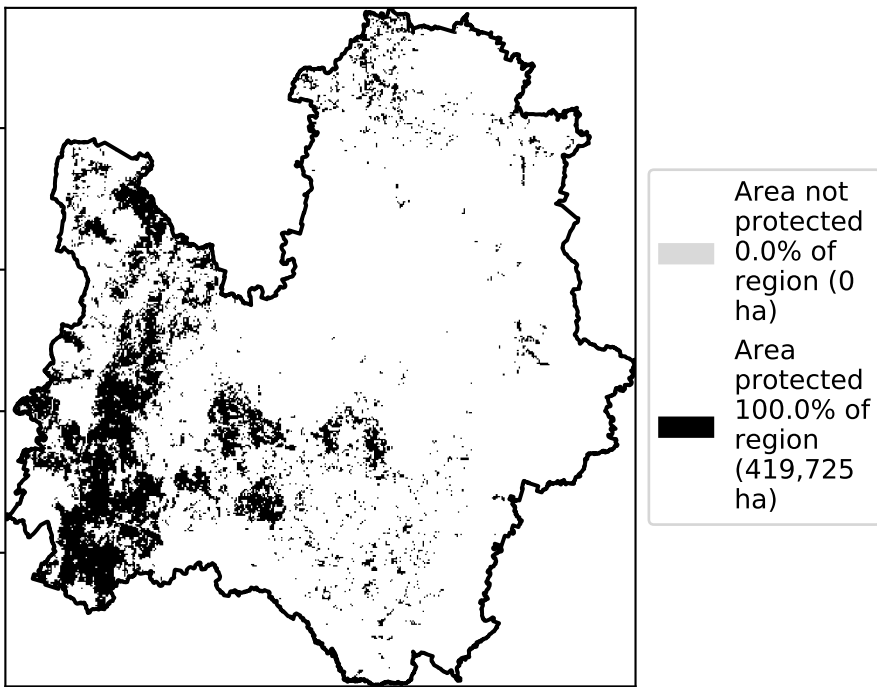 Area not
protected
0.0% of
region (0
ha)
Area
protected
100.0% of
region
(419,725
ha)